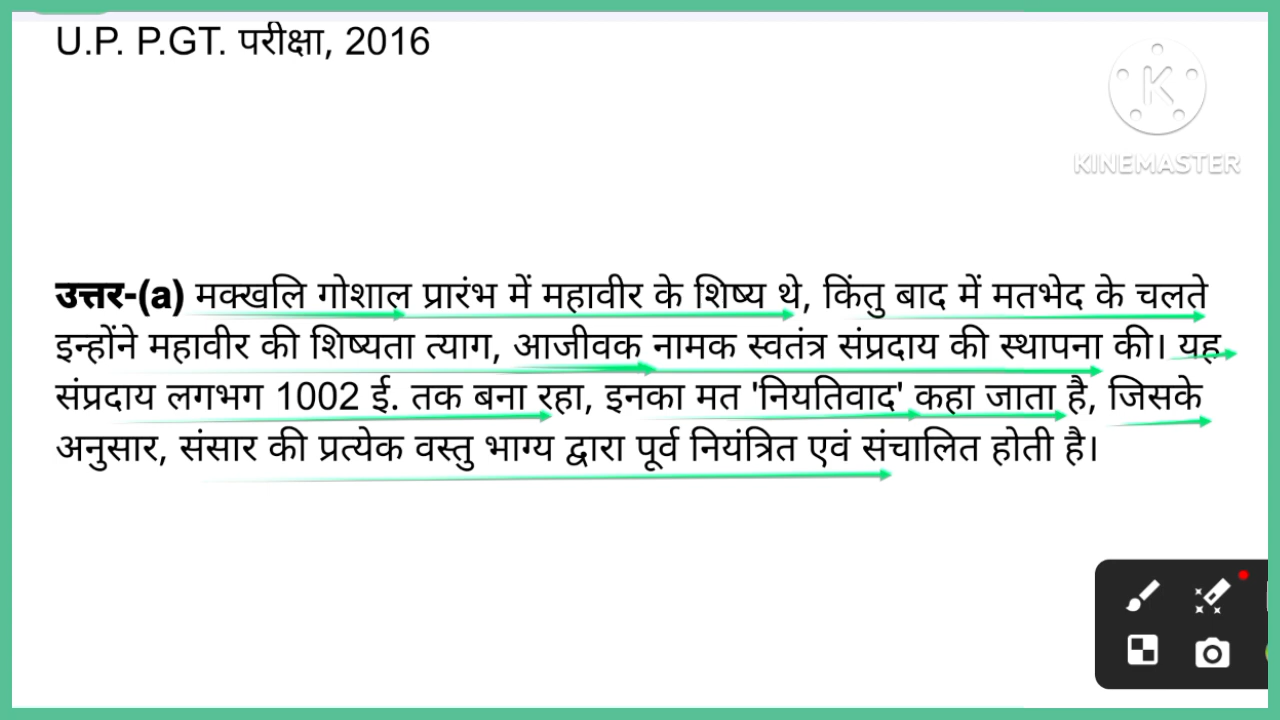 U.P. P.GT. परीक्षा, 2016
KINEMASTER
उत्तर-(a) मक्खलि गोशाल प्रारंभ में महावीर के शिष्य थे, किंतु बाद में मतभेद के चलते
इन्होंने महावीर की शिष्यता त्याग, आजीवक नामक स्वतंत्र संप्रदाय की स्थापना की। यह
संप्रदाय लगभग 1002 ई. तक बना रहा, इनका मत 'नियतिवाद' कहा जाता है, जिसके
अनुसार, संसार की प्रत्येक वस्तु भाग्य द्वारा पूर्व नियंत्रित एवं संचालित होती है।